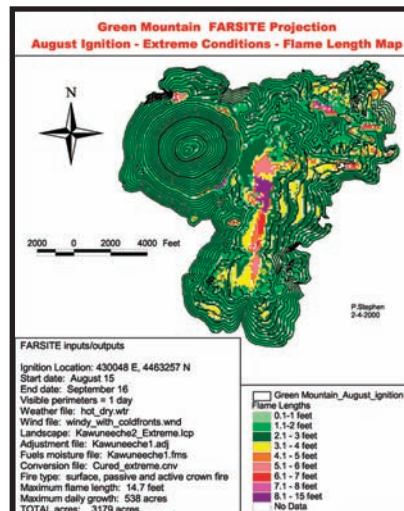 Green Mountain FARSITE Projection
August Ignition - Extreme Conditions - Flame Length Map
N
2000 0 2000 4000 Feet
P.Stephen
2-4-2000
FARSITE inputs/outputs
Ignition Location: 430048 E, 4463257 N
Start date: August 15
End date: September 16
Visible perimeters = 1 day
Weather file: hot_dry.wtr
Wind file: windy_with_coldfronts.wnd
Landscape: Kawuneeche2_Extreme.lcp
Adjustment file: Kawuneeche1.adj
Fuels moisture file: Kawuneeche1.fms
Conversion file: Cured_extreme.cnv
Fire type: surface, passive and active crown fire
Maximum flame length: 14.7 feet
Maximum daily growth: 538 acres
TOTAL acres: 3179 acres
Green Mountain_August_ignition
Flame Lengths
0.1-1 feet
1.1-2 feet
2.1 - 3 feet
3.1 - 4 feet
4.1 - 5 feet
5.1 - 6 feet
6.1 - 7 feet
7.1 - 8 feet
8.1 - 15 feet
No Data